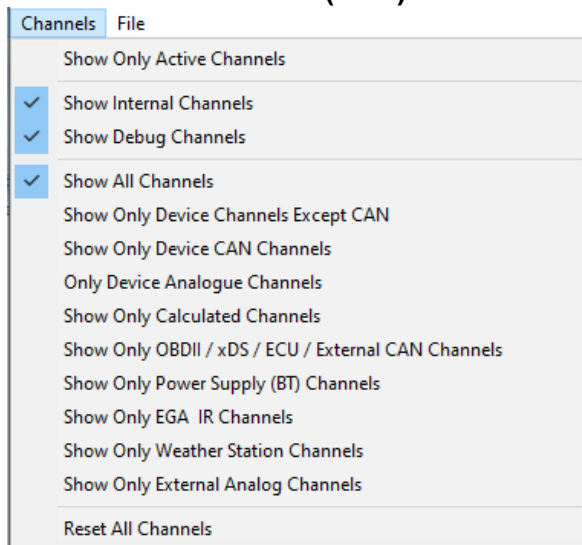 Channels File
Show Only Active Channels
Show Internal Channels
Show Debug Channels
Show All Channels
Show Only Device Channels Except CAN
Show Only Device CAN Channels
Only Device Analogue Channels
Show Only Calculated Channels
Show Only OBDII / xDS / ECU / External CAN Channels
Show Only Power Supply (BT) Channels
Show Only EGA  IR Channels
Show Only Weather Station Channels
Show Only External Analog Channels
Reset All Channels